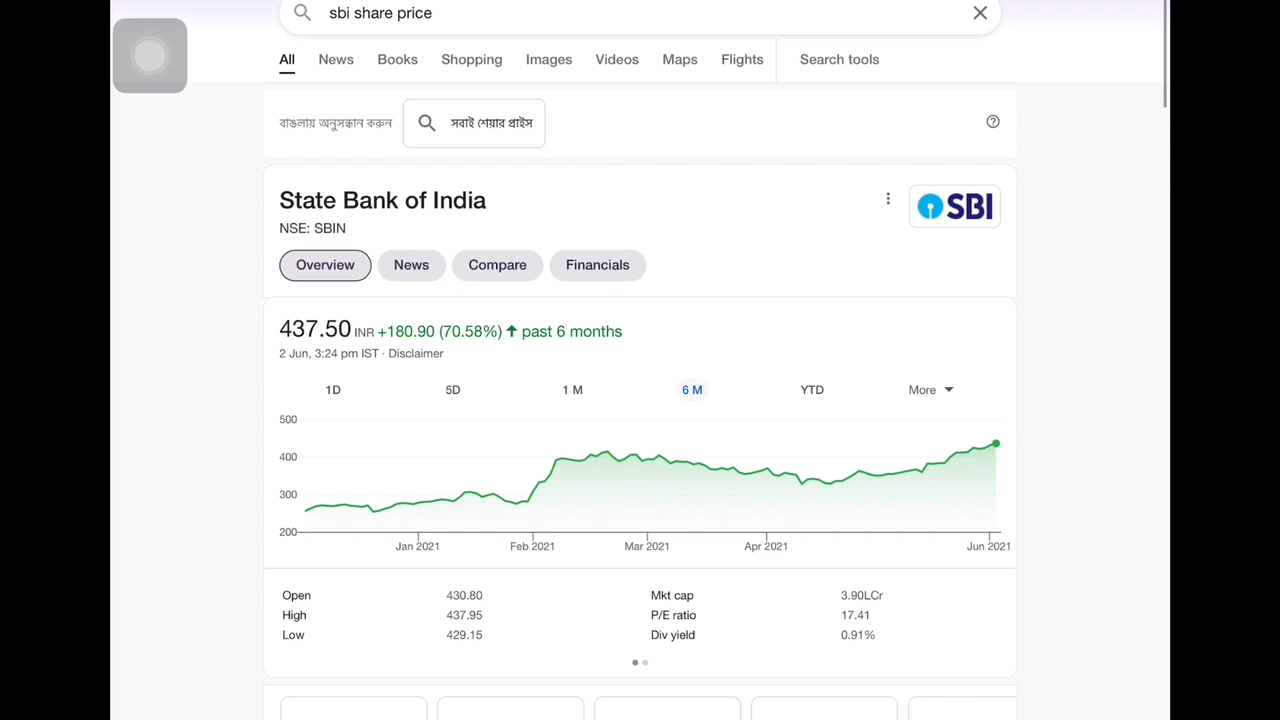 sbi share price
All News Books Shopping Images Videos Maps Flights Search tools
বাঙলায় অনুসন্ধান করুন সবাই শেয়ার প্রাইস
State Bank of India
SBI
NSE: SBIN
Overview News Compare Financials
437.50 INR +180.90 (70.58%) ↑ past 6 months
2 Jun, 3:24 pm IST · Disclaimer
1D 5D 1 M 6 M YTD More
500
400
300
200
Jan 2021 Feb 2021 Mar 2021 Apr 2021 Jun 2021
Open 430.80 Mkt cap 3.90LCr
High 437.95 P/E ratio 17.41
Low 429.15 Div yield 0.91%